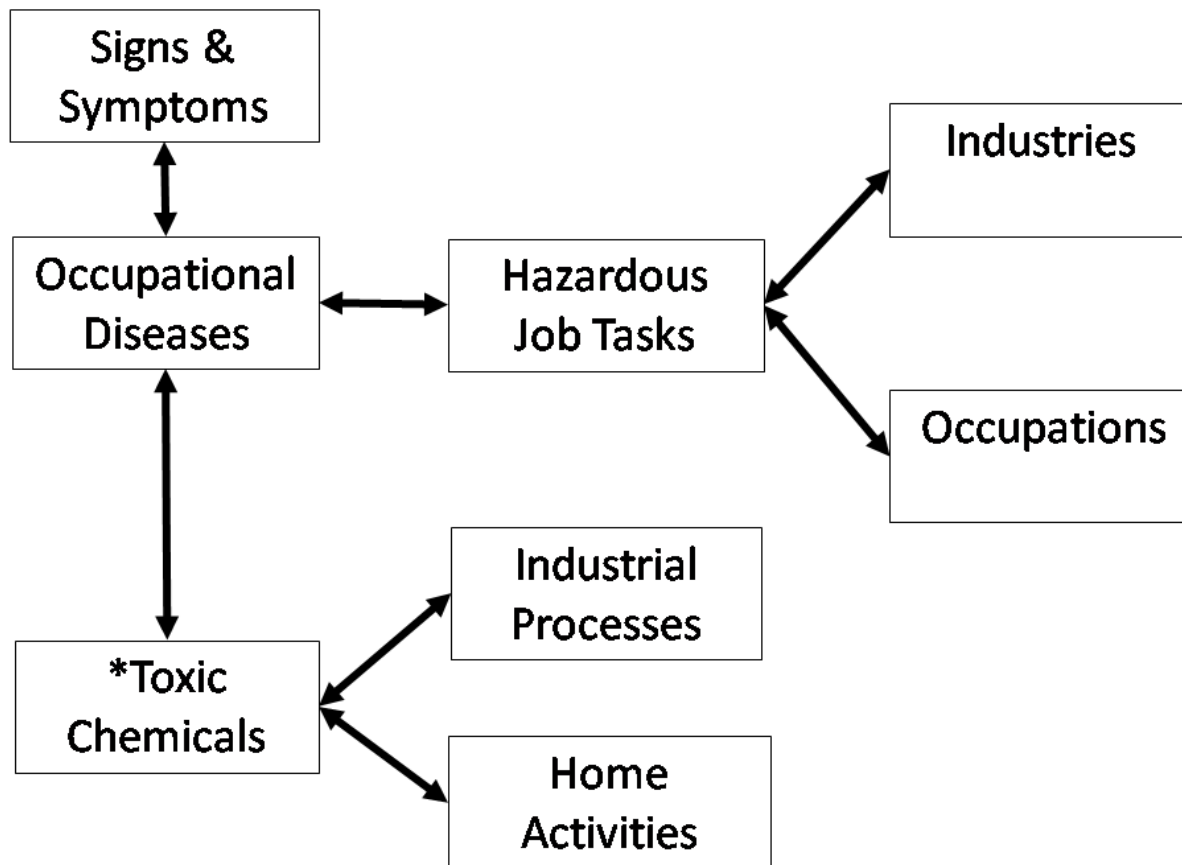 Signs &
Symptoms
Occupational
Diseases
Hazardous
Job Tasks
Industries
Occupations
*Toxic
Chemicals
Industrial
Processes
Home
Activities